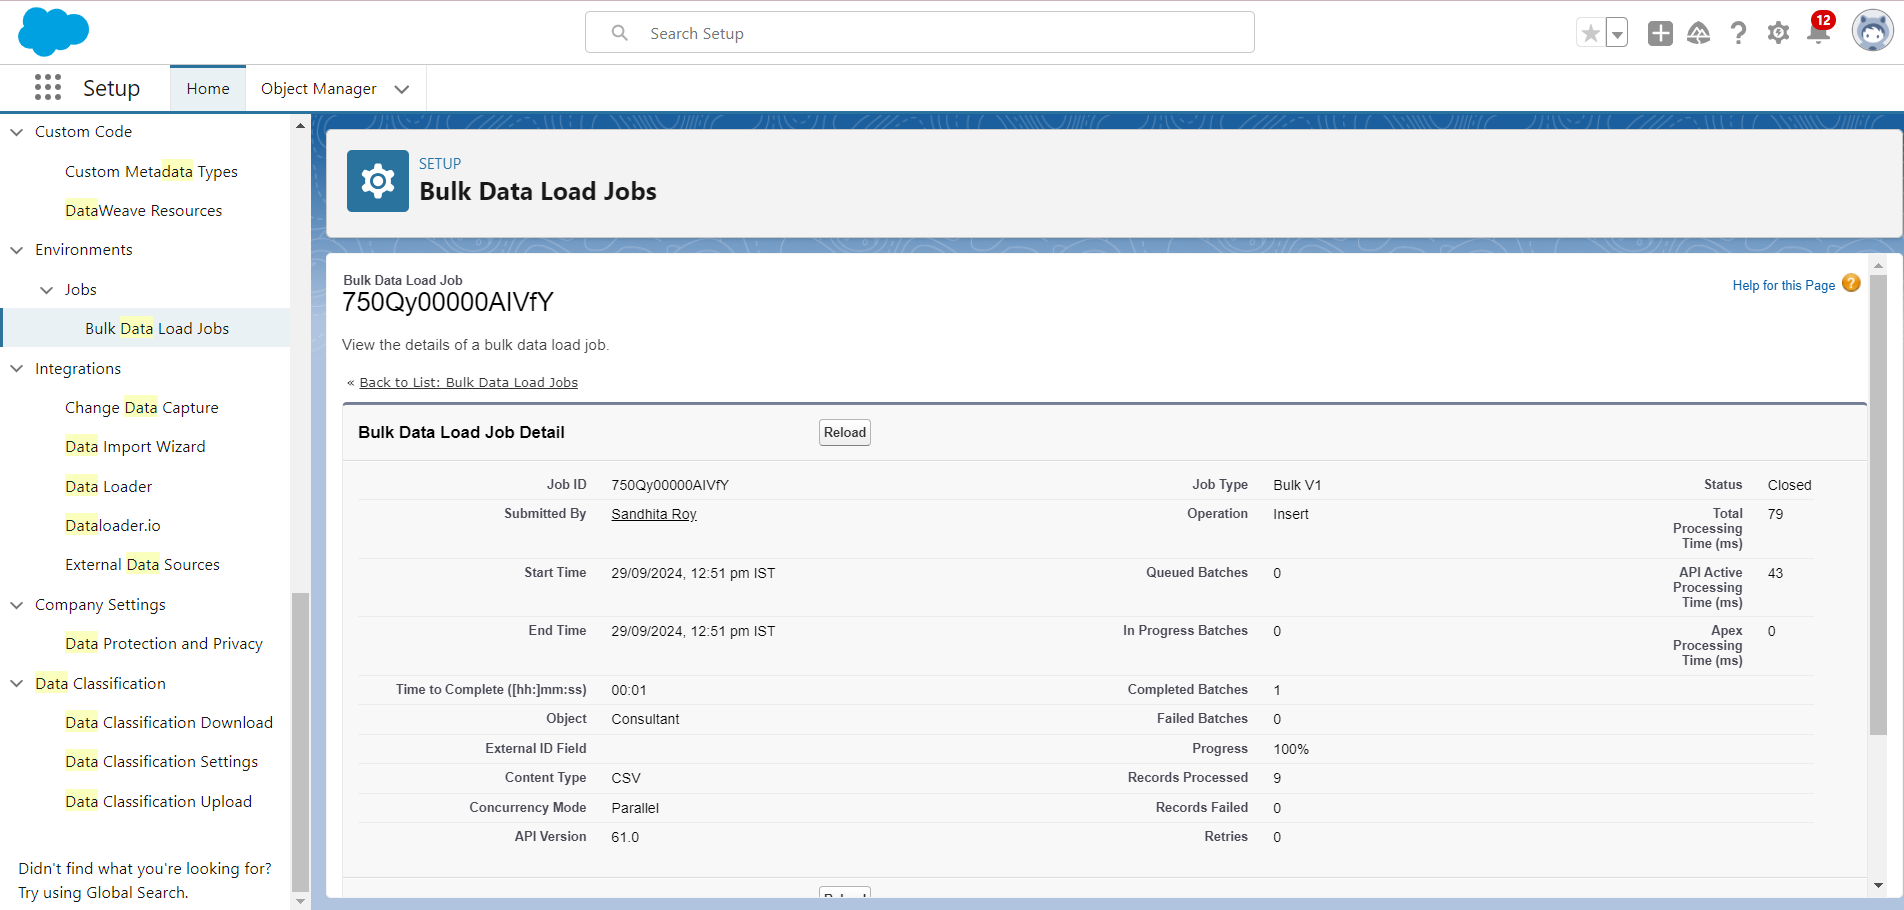 Search Setup
12
Setup
Home
Object Manager
Custom Code
Custom Metadata Types
DataWeave Resources
Environments
Jobs
Bulk Data Load Jobs
Integrations
Change Data Capture
Data Import Wizard
Data Loader
Dataloader.io
External Data Sources
Company Settings
Data Protection and Privacy
Data Classification
Data Classification Download
Data Classification Settings
Data Classification Upload
Didn't find what you're looking for?
Try using Global Search.
SETUP
Bulk Data Load Jobs
Bulk Data Load Job
750Qy00000AIVfY
Help for this Page ?
View the details of a bulk data load job.
« Back to List: Bulk Data Load Jobs
Bulk Data Load Job Detail
Reload
Job ID 750Qy00000AIVfY Job Type Bulk V1 Status Closed
Submitted By Sandhita Roy Operation Insert Total 79
Processing
Time (ms)
Start Time 29/09/2024, 12:51 pm IST Queued Batches 0 API Active 43
Processing
Time (ms)
End Time 29/09/2024, 12:51 pm IST In Progress Batches 0 Apex 0
Processing
Time (ms)
Time to Complete ([hh:]mm:ss) 00:01 Completed Batches 1
Object Consultant Failed Batches 0
External ID Field Progress 100%
Content Type CSV Records Processed 9
Concurrency Mode Parallel Records Failed 0
API Version 61.0 Retries 0
Reload